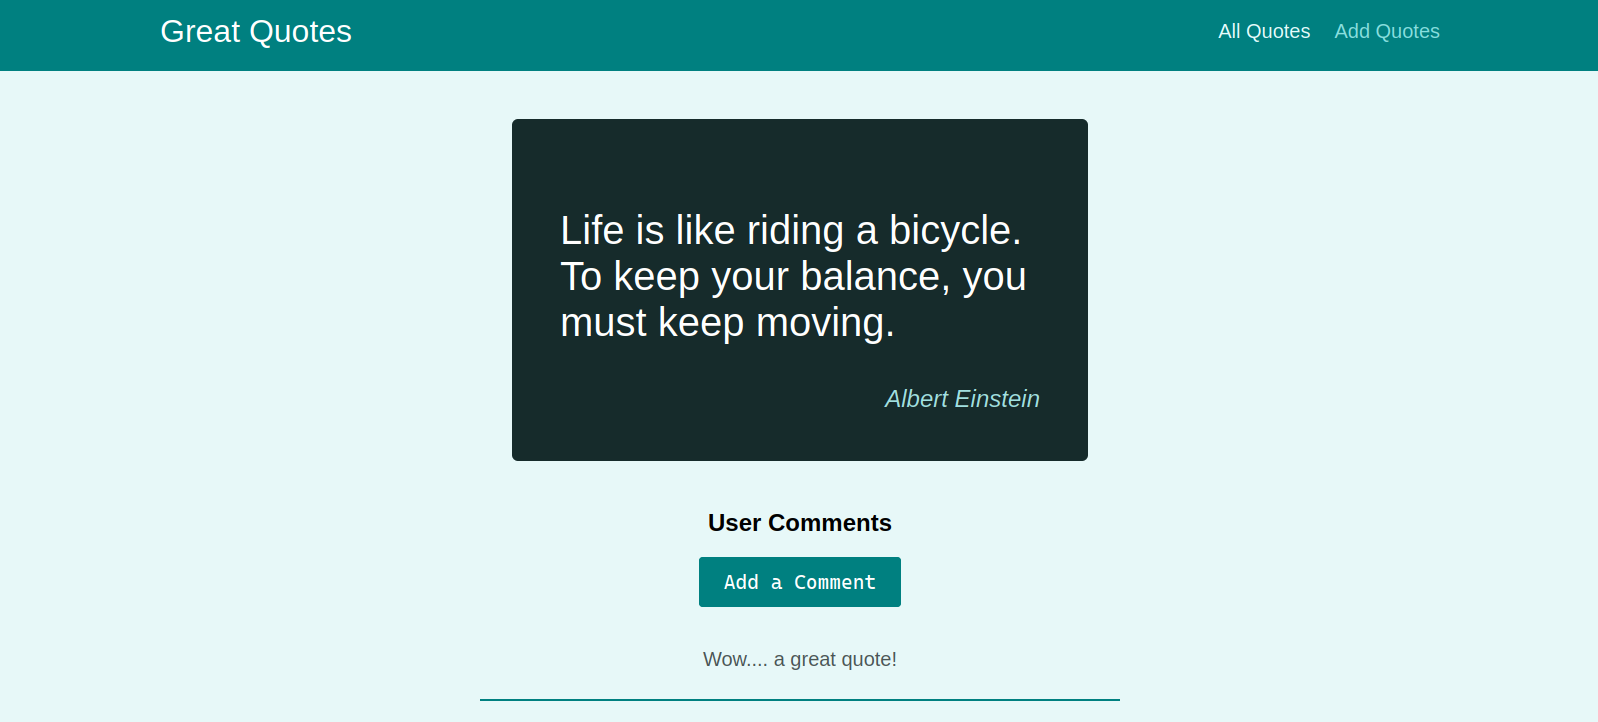 Great Quotes
All Quotes
Add Quotes
Life is like riding a bicycle.
To keep your balance, you
must keep moving.
Albert Einstein
User Comments
Add a Comment
Wow.... a great quote!